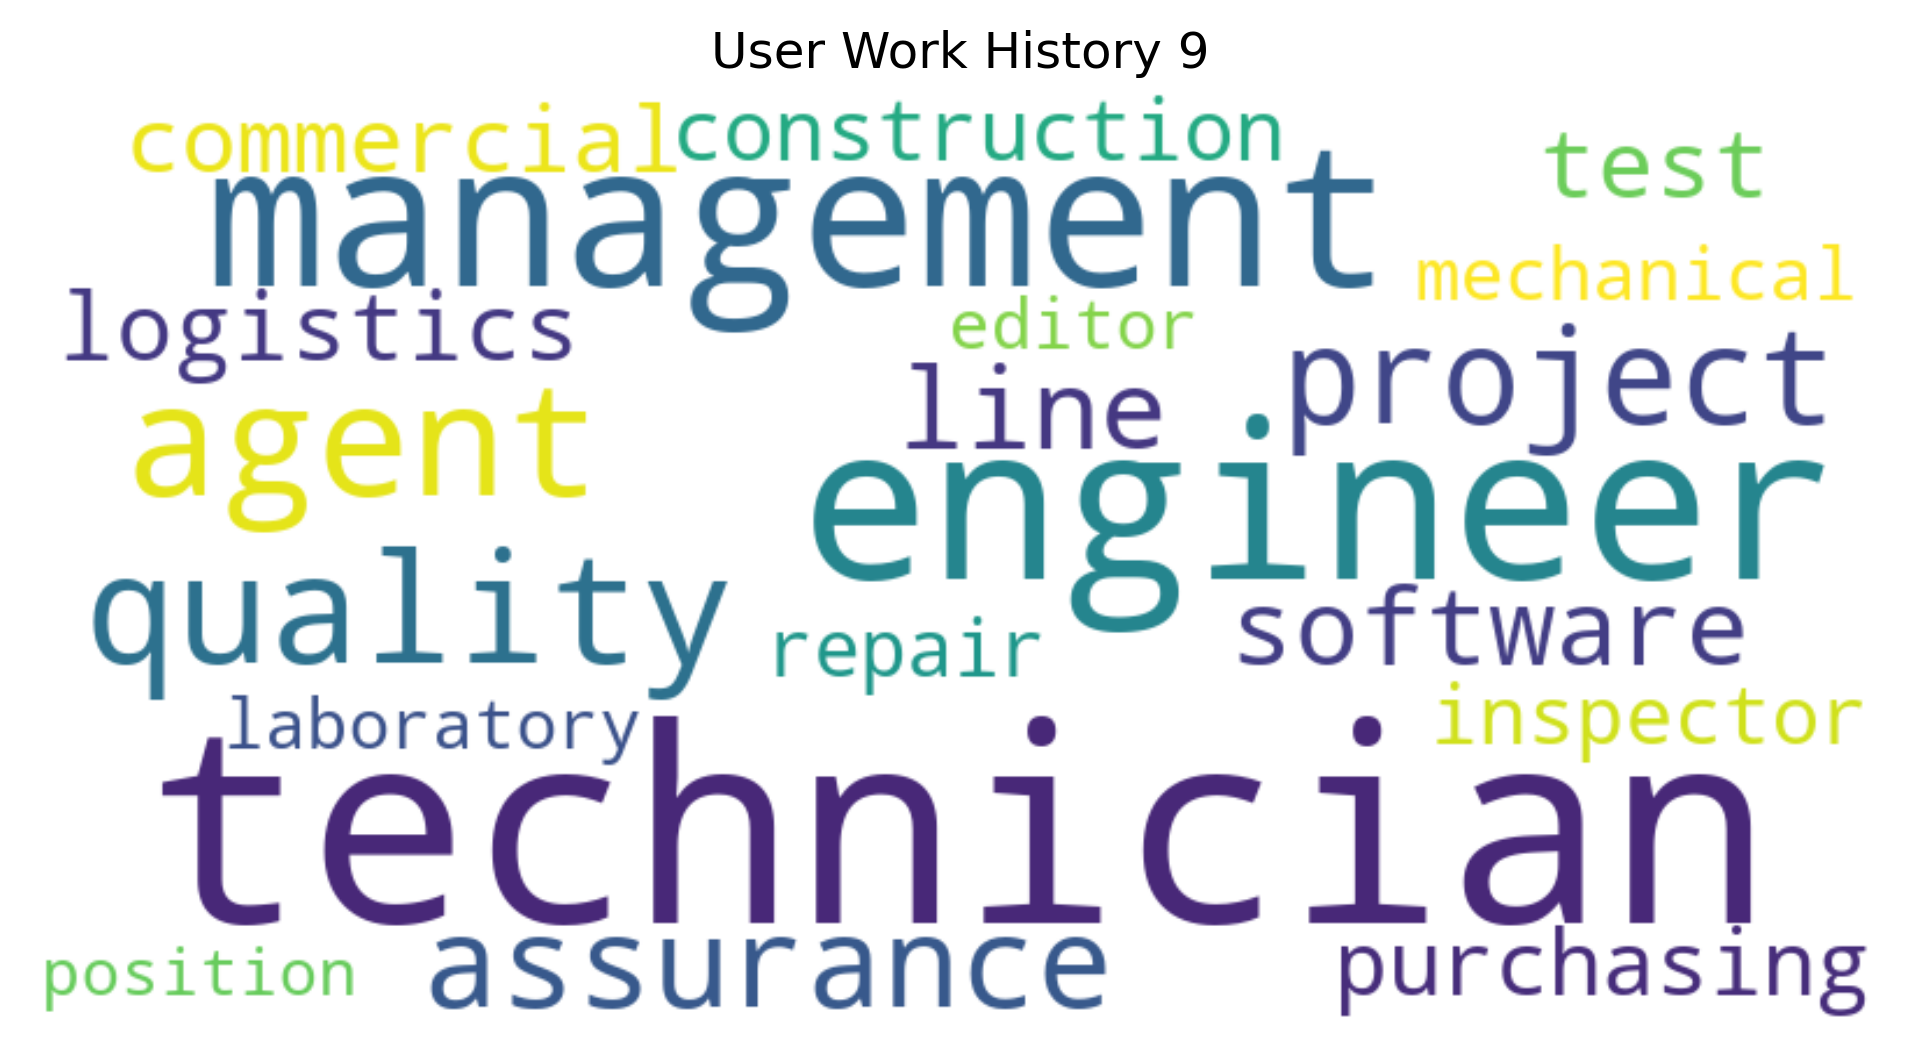 User Work History 9
commercial construction
test
management
mechanical
logistics
editor
project
line
agent
engineer
quality
software
repair
inspector
laboratory
technician
assurance
purchasing
position